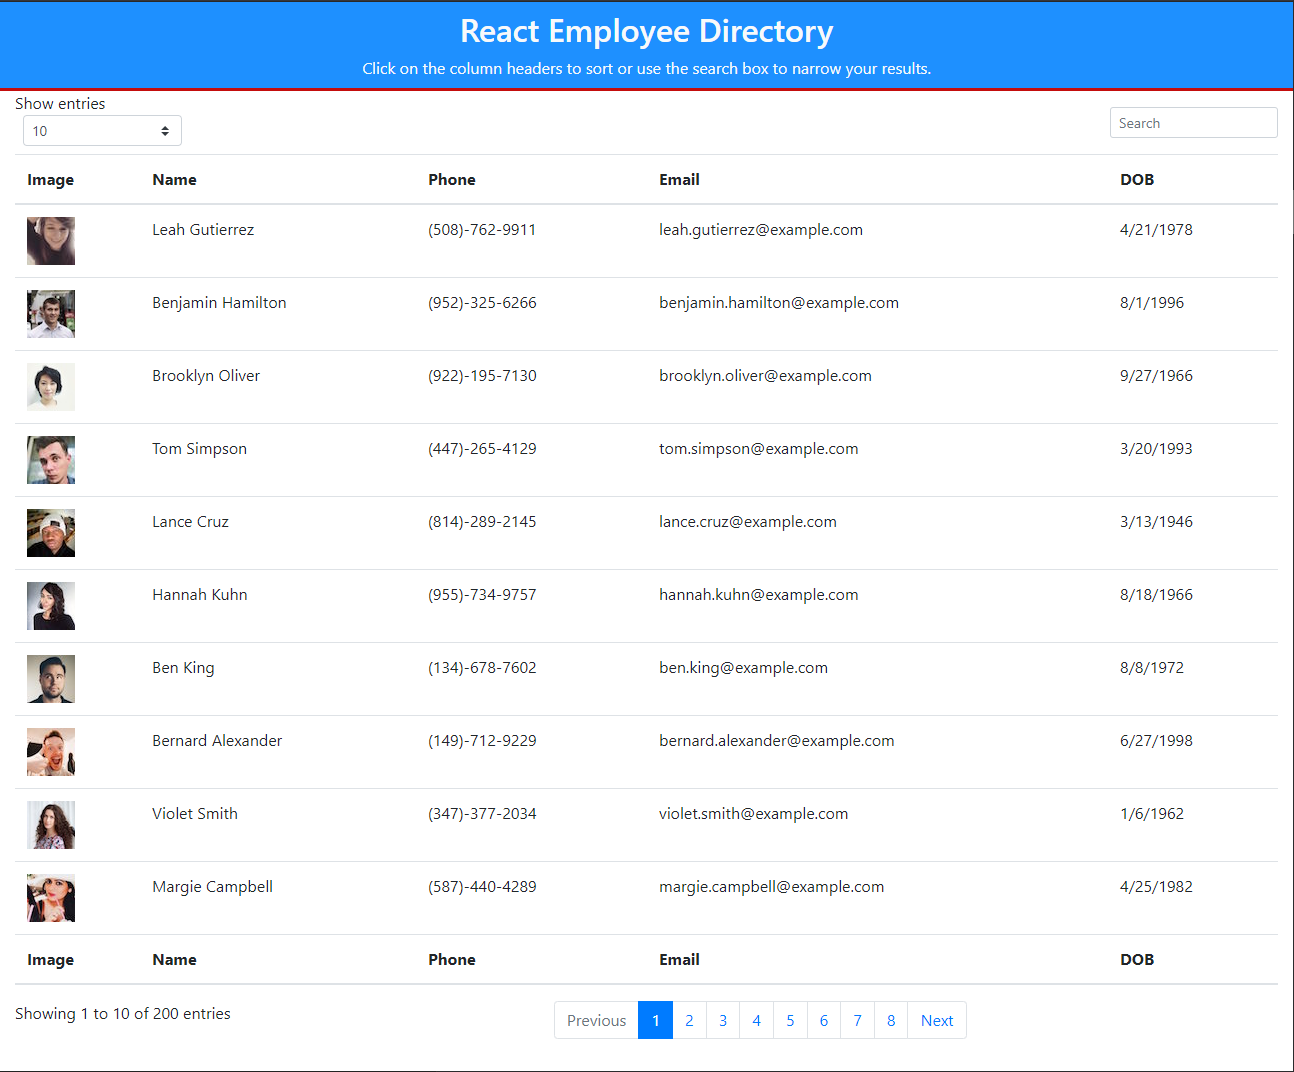 React Employee Directory
Click on the column headers to sort or use the search box to narrow your results.
Show entries
10
Search
Image Name Phone Email DOB
Leah Gutierrez (508)-762-9911 leah.gutierrez@example.com 4/21/1978
Benjamin Hamilton (952)-325-6266 benjamin.hamilton@example.com 8/1/1996
Brooklyn Oliver (922)-195-7130 brooklyn.oliver@example.com 9/27/1966
Tom Simpson (447)-265-4129 tom.simpson@example.com 3/20/1993
Lance Cruz (814)-289-2145 lance.cruz@example.com 3/13/1946
Hannah Kuhn (955)-734-9757 hannah.kuhn@example.com 8/18/1966
Ben King (134)-678-7602 ben.king@example.com 8/8/1972
Bernard Alexander (149)-712-9229 bernard.alexander@example.com 6/27/1998
Violet Smith (347)-377-2034 violet.smith@example.com 1/6/1962
Margie Campbell (587)-440-4289 margie.campbell@example.com 4/25/1982
Image Name Phone Email DOB
Showing 1 to 10 of 200 entries Previous 1 2 3 4 5 6 7 8 Next